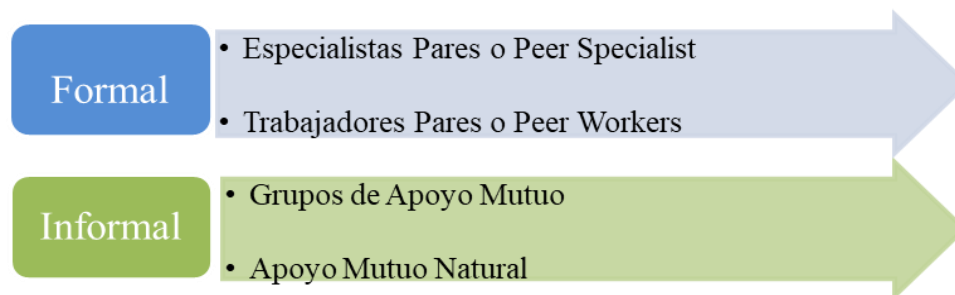 Formal
• Especialistas Pares o Peer Specialist
• Trabajadores Pares o Peer Workers
Informal
• Grupos de Apoyo Mutuo
• Apoyo Mutuo Natural